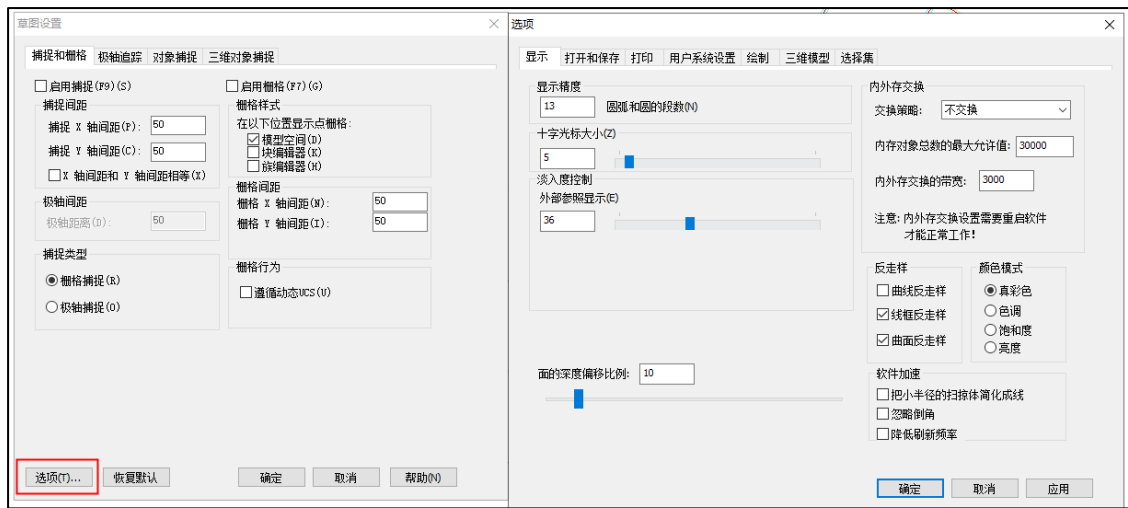 草图设置
捕捉和栅格 极轴追踪 对象捕捉 三维对象捕捉
启用捕捉(F9)(S)
捕捉间距
捕捉 X 轴间距(P): 50
捕捉 Y 轴间距(C): 50
X 轴间距和 Y 轴间距相等(X)
极轴间距
极轴距离(D): 50
捕捉类型
栅格捕捉(R)
极轴捕捉(O)
启用栅格(F7)(G)
栅格样式
在以下位置显示点栅格:
模型空间(D)
块编辑器(K)
族编辑器(H)
栅格间距
栅格 X 轴间距(N): 50
栅格 Y 轴间距(I): 50
栅格行为
遵循动态UCS(U)
选项(T)... 恢复默认 确定 取消 帮助(N)
选项
显示 打开和保存 打印 用户系统设置 绘制 三维模型 选择集
显示精度
13 圆弧和圆的段数(N)
十字光标大小(Z)
5
淡入度控制
外部参照显示(E)
36
面的深度偏移比例: 10
内外存交换
交换策略: 不交换
内存对象总数的最大允许值: 30000
内外存交换的带宽: 3000
注意: 内外存交换设置需要重启软件
才能正常工作!
反走样
曲线反走样
线框反走样
曲面反走样
颜色模式
真彩色
色调
饱和度
亮度
软件加速
把小半径的扫掠体简化成线
忽略倒角
降低刷新频率
确定 取消 应用